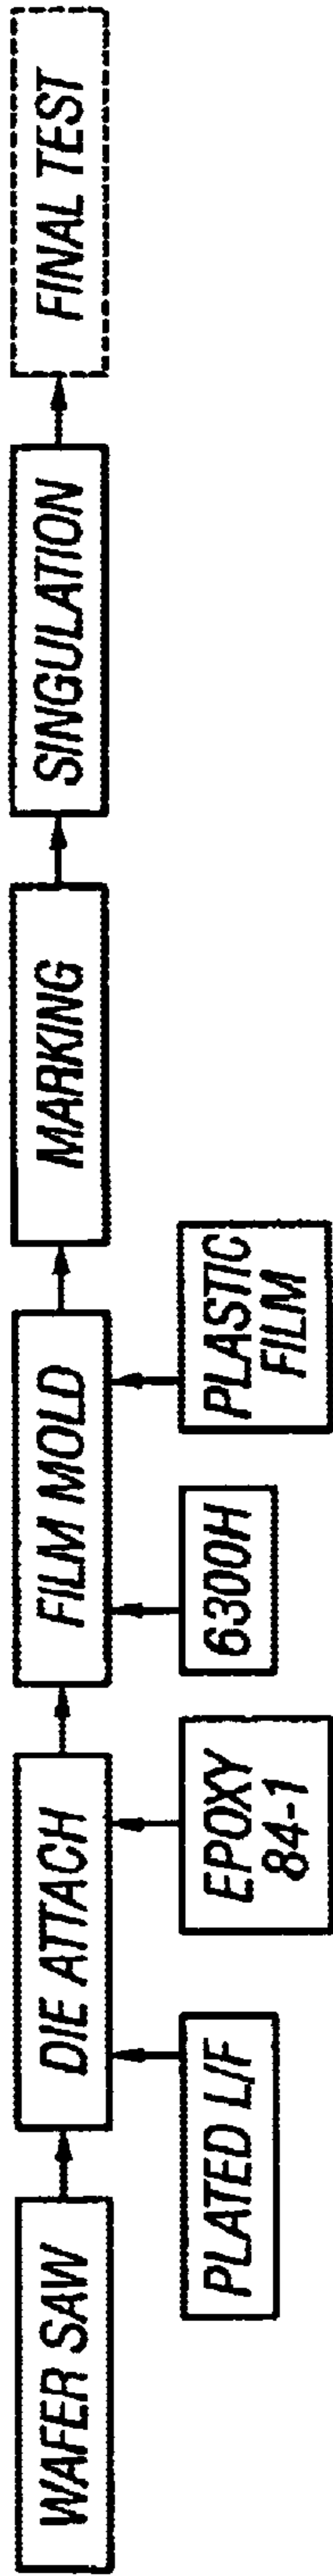 WAFER SAW
DIE ATTACH
FILM MOLD
MARKING
SINGULATION
FINAL TEST
PLATED L/F
EPOXY
84-1
6300H
PLASTIC
FILM